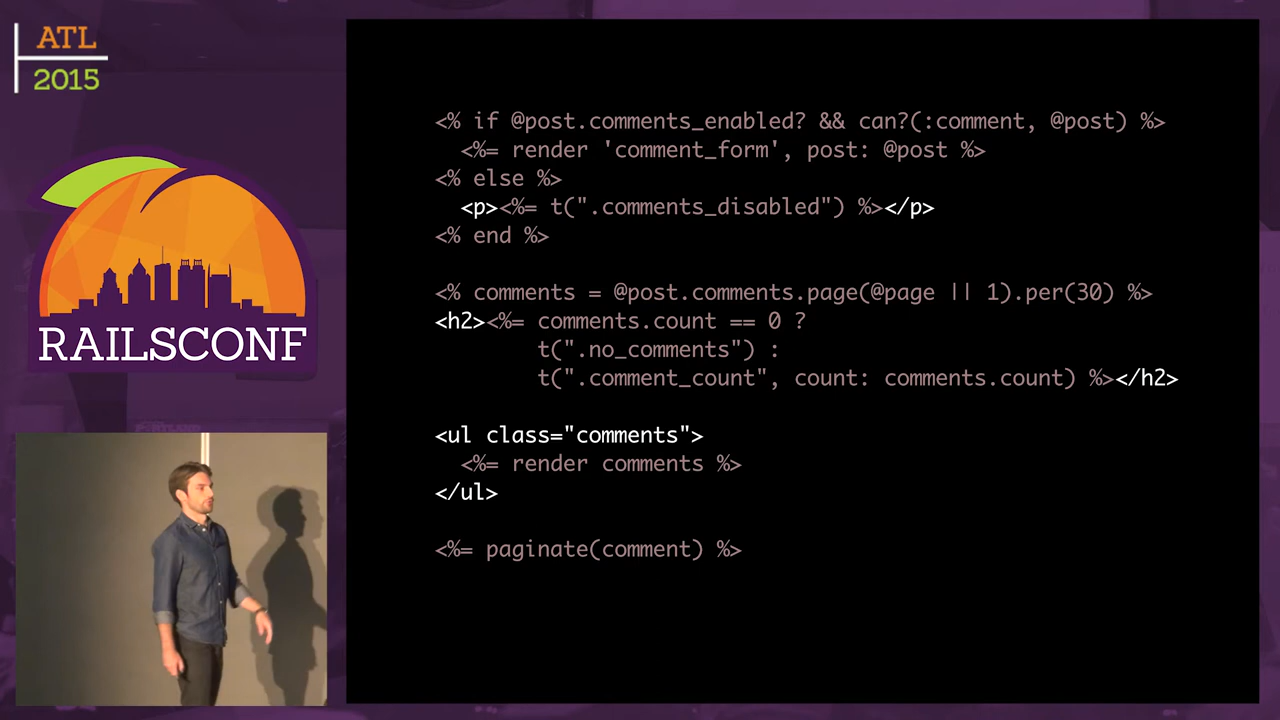 ATL
2015
RAILSCONF
<% if @post.comments_enabled? && can?(:comment, @post) %>
  <%= render 'comment_form', post: @post %>
<% else %>
  <p><%= t(".comments_disabled") %></p>
<% end %>
<% comments = @post.comments.page(@page || 1).per(30) %>
<h2><%= comments.count == 0 ?
        t(".no_comments") :
        t(".comment_count", count: comments.count) %></h2>
<ul class="comments">
  <%= render comments %>
</ul>
<%= paginate(comment) %>